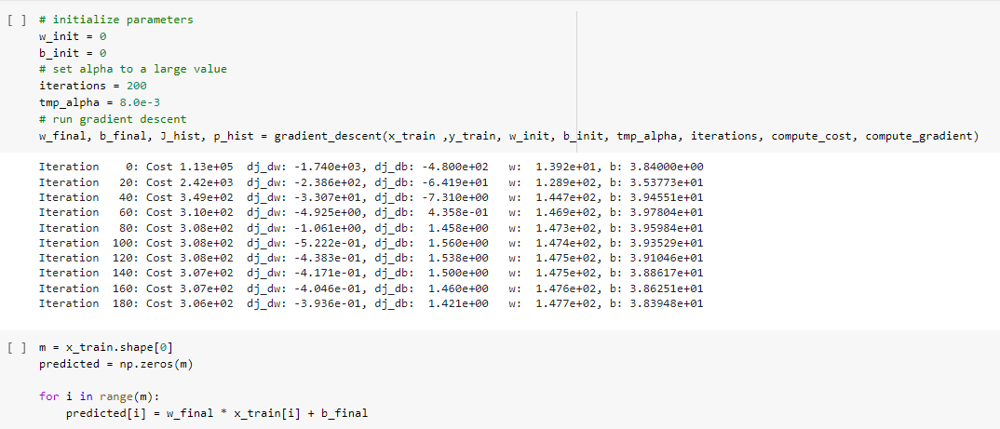 [ ] # initialize parameters
w_init = 0
b_init = 0
# set alpha to a large value
iterations = 200
tmp_alpha = 8.0e-3
# run gradient descent
w_final, b_final, J_hist, p_hist = gradient_descent(x_train ,y_train, w_init, b_init, tmp_alpha, iterations, compute_cost, compute_gradient)
Iteration    0: Cost 1.13e+05  dj_dw: -1.740e+03, dj_db: -4.800e+02   w:  1.392e+01, b: 3.84000e+00
Iteration   20: Cost 2.42e+03  dj_dw: -2.386e+02, dj_db: -6.419e+01   w:  1.289e+02, b: 3.53773e+01
Iteration   40: Cost 3.49e+02  dj_dw: -3.307e+01, dj_db: -7.310e+00   w:  1.447e+02, b: 3.94551e+01
Iteration   60: Cost 3.10e+02  dj_dw: -4.925e+00, dj_db:  4.358e-01   w:  1.469e+02, b: 3.97804e+01
Iteration   80: Cost 3.08e+02  dj_dw: -1.061e+00, dj_db:  1.458e+00   w:  1.473e+02, b: 3.95984e+01
Iteration  100: Cost 3.08e+02  dj_dw: -5.222e-01, dj_db:  1.560e+00   w:  1.474e+02, b: 3.93529e+01
Iteration  120: Cost 3.08e+02  dj_dw: -4.383e-01, dj_db:  1.538e+00   w:  1.475e+02, b: 3.91046e+01
Iteration  140: Cost 3.07e+02  dj_dw: -4.171e-01, dj_db:  1.500e+00   w:  1.475e+02, b: 3.88617e+01
Iteration  160: Cost 3.07e+02  dj_dw: -4.046e-01, dj_db:  1.460e+00   w:  1.476e+02, b: 3.86251e+01
Iteration  180: Cost 3.06e+02  dj_dw: -3.936e-01, dj_db:  1.421e+00   w:  1.477e+02, b: 3.83948e+01
[ ] m = x_train.shape[0]
predicted = np.zeros(m)
for i in range(m):
    predicted[i] = w_final * x_train[i] + b_final